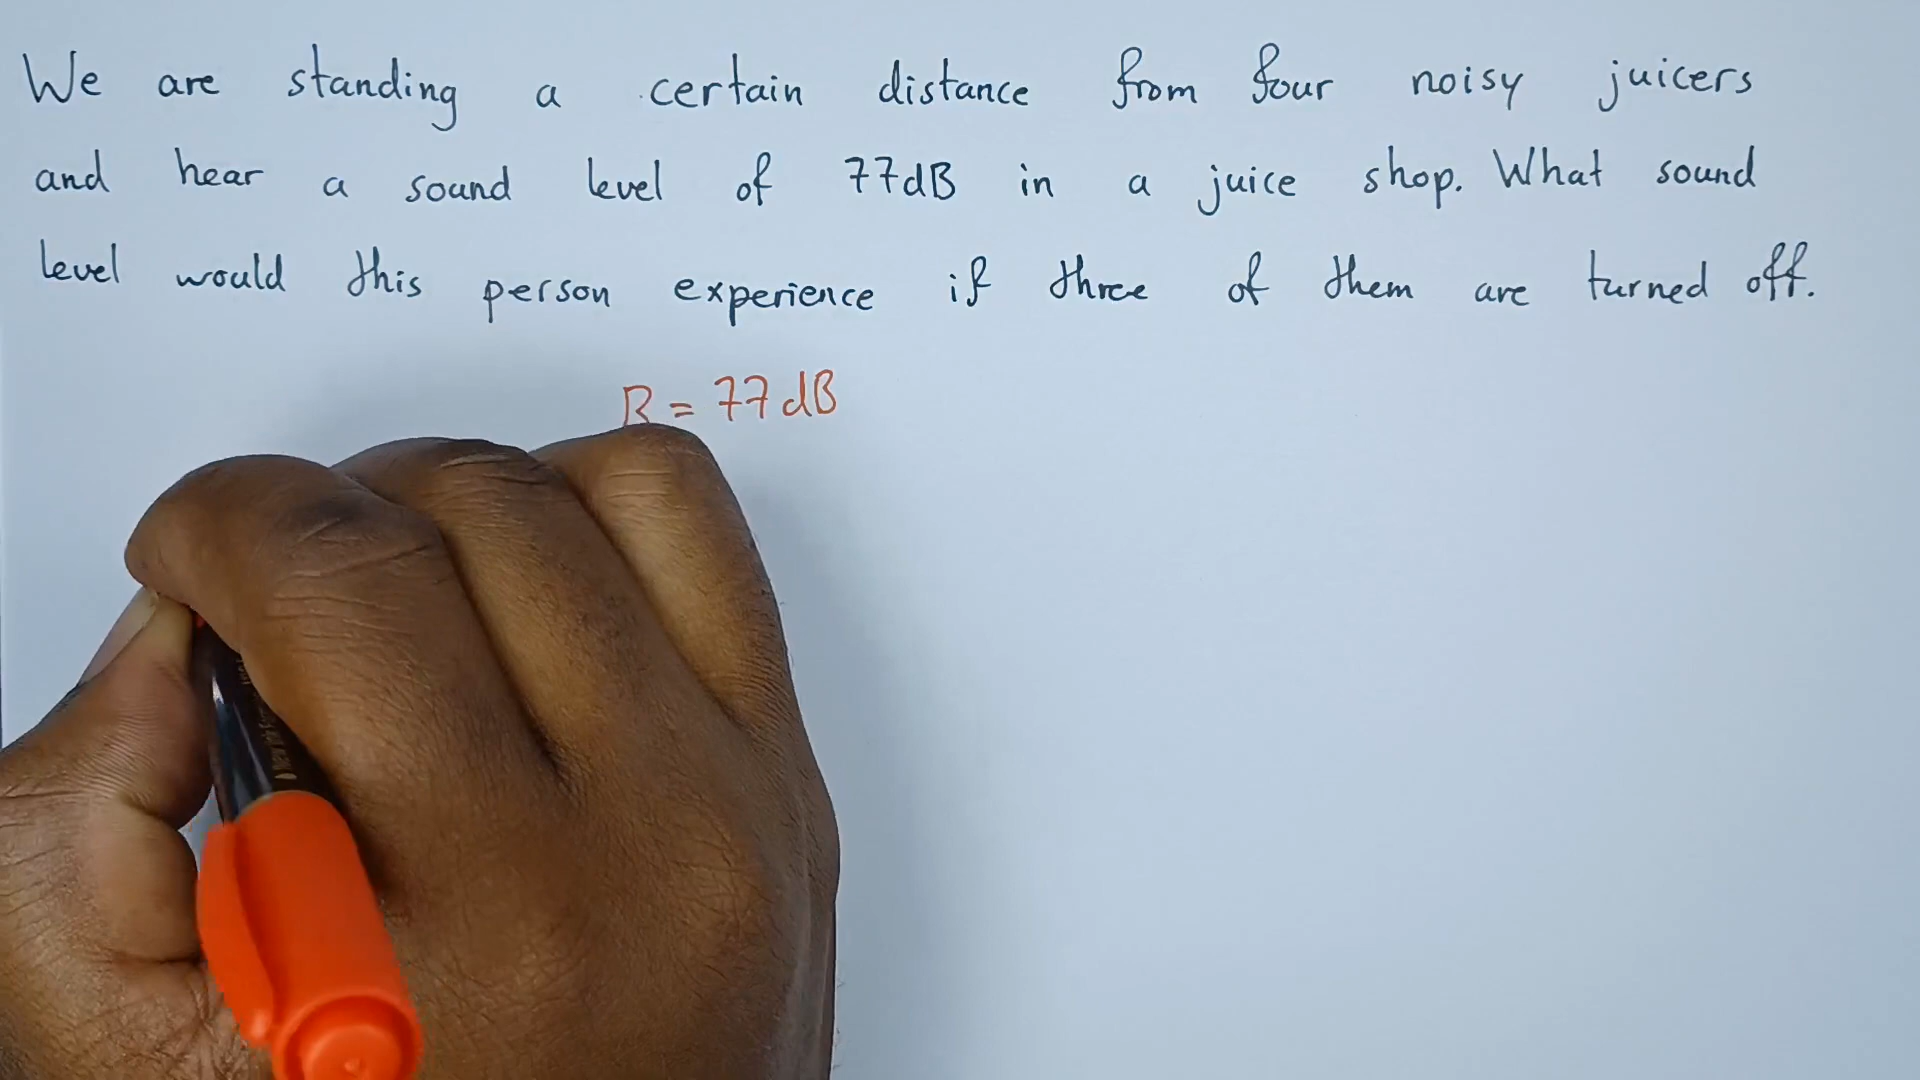 We are standing a certain distance from four noisy juicers
and hear a sound level of 77dB in a juice shop. What sound
level would this person experience if three of them are turned off.
= 77 dB